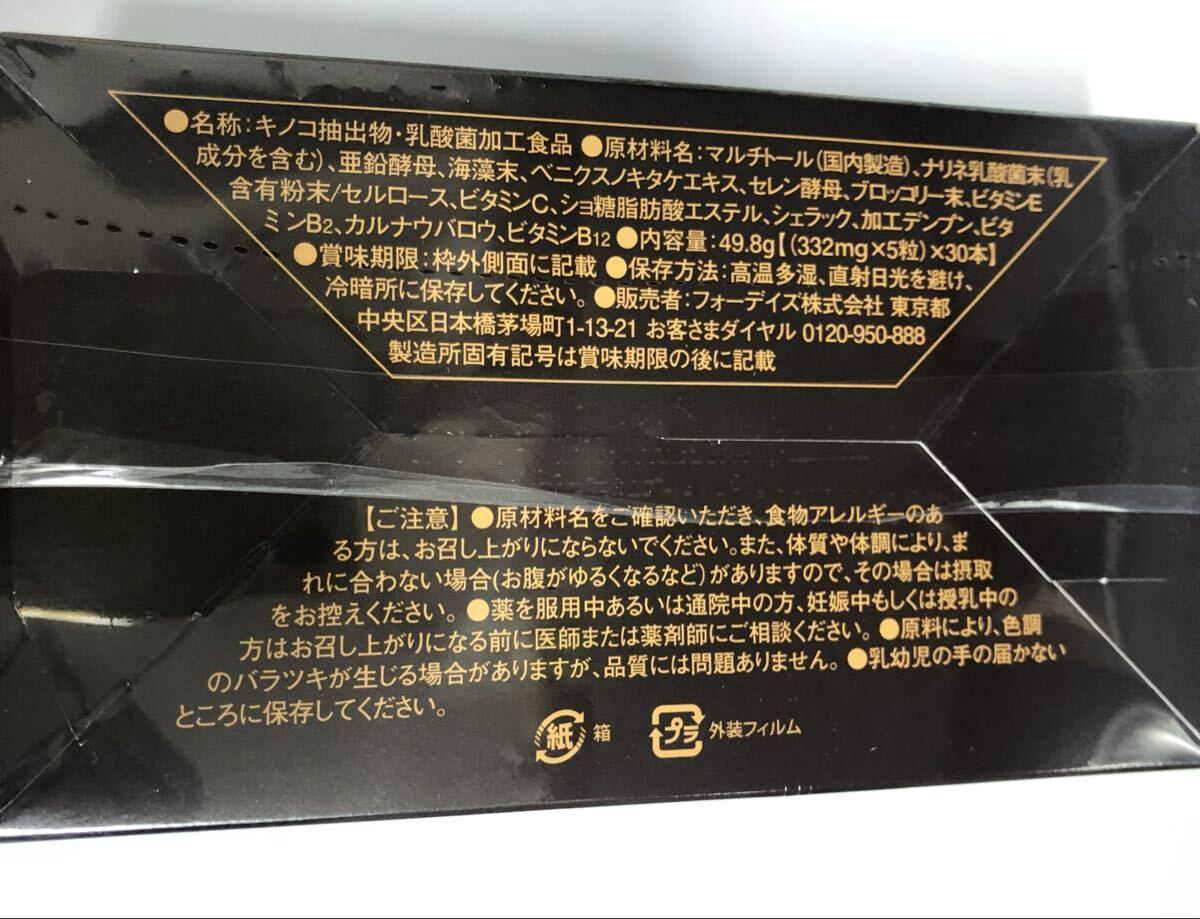 ●名称：キノコ抽出物・乳酸菌加工食品 ●原材料名：マルチトール(国内製造)、ナリネ乳酸菌末(乳
成分を含む)、亜鉛酵母、海藻末、ベニクスノキタケエキス、セレン酵母、ブロッコリー末、ビタミンE
含有粉末/セルロース、ビタミンC、ショ糖脂肪酸エステル、シェラック、加工デンプン、ビタ
ミンB2、カルナウバロウ、ビタミンB12 ●内容量：49.8g【(332mg×5粒)×30本】
●賞味期限：枠外側面に記載 ●保存方法：高温多湿、直射日光を避け、
冷暗所に保存してください。●販売者：フォーデイズ株式会社 東京都
中央区日本橋茅場町1-13-21 お客さまダイヤル 0120-950-888
製造所固有記号は賞味期限の後に記載
【ご注意】●原材料名をご確認いただき、食物アレルギーのあ
る方は、お召し上がりにならないでください。また、体質や体調により、ま
れに合わない場合(お腹がゆるくなるなど)がありますので、その場合は摂取
をお控えください。●薬を服用中あるいは通院中の方、妊娠中もしくは授乳中の
方はお召し上がりになる前に医師または薬剤師にご相談ください。●原料により、色調
のバラツキが生じる場合がありますが、品質には問題ありません。●乳幼児の手の届かない
ところに保存してください。
紙 箱 プラ 外装フィルム